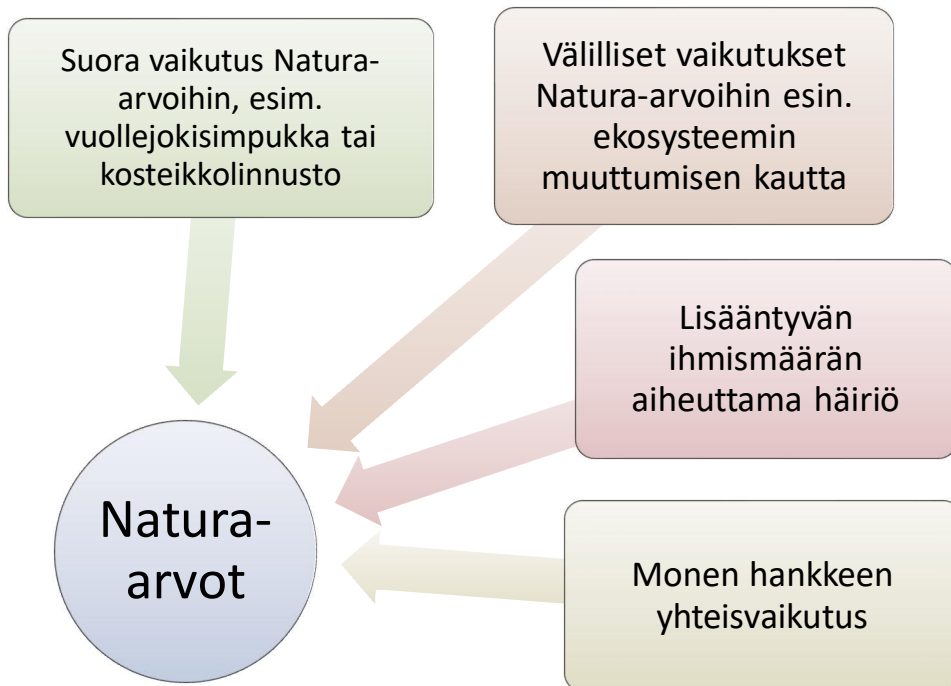 Suora vaikutus Natura-
arvoihin, esim.
vuollejokisimpukka tai
kosteikkolinnusto
Välilliset vaikutukset
Natura-arvoihin esin.
ekosysteemin
muuttumisen kautta
Lisääntyvän
ihmismäärän
aiheuttama häiriö
Monen hankkeen
yhteisvaikutus
Natura-
arvot